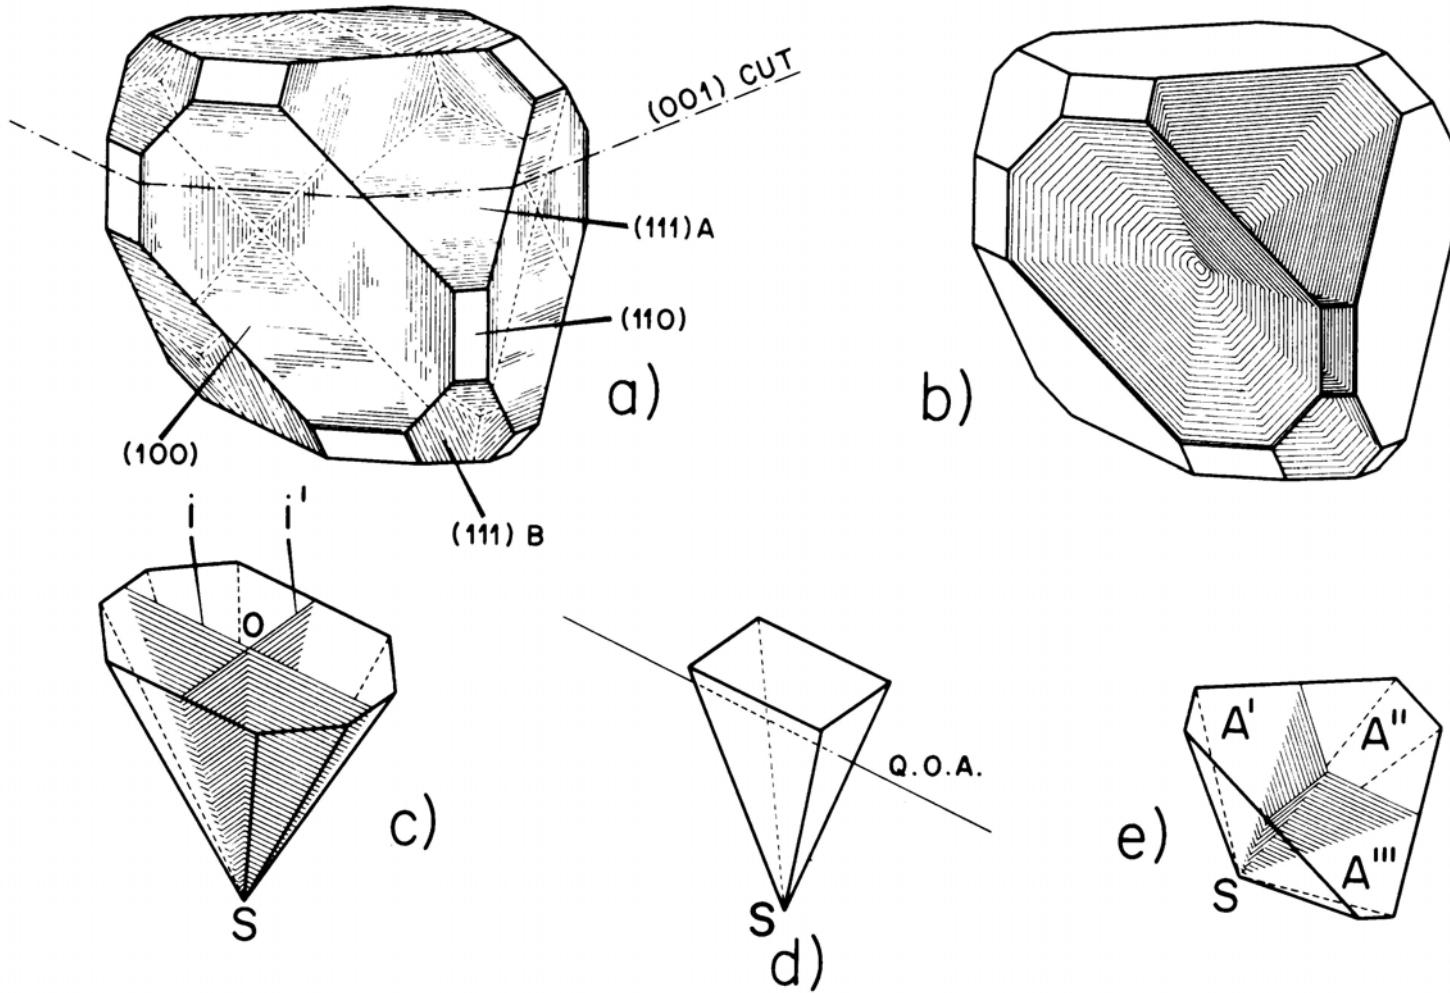 (001) CUT
(111) A
(110)
a)
b)
(100)
(111) B
i
i'
O
c)
S
Q.O.A.
S
d)
A'
A''
A'''
S
e)